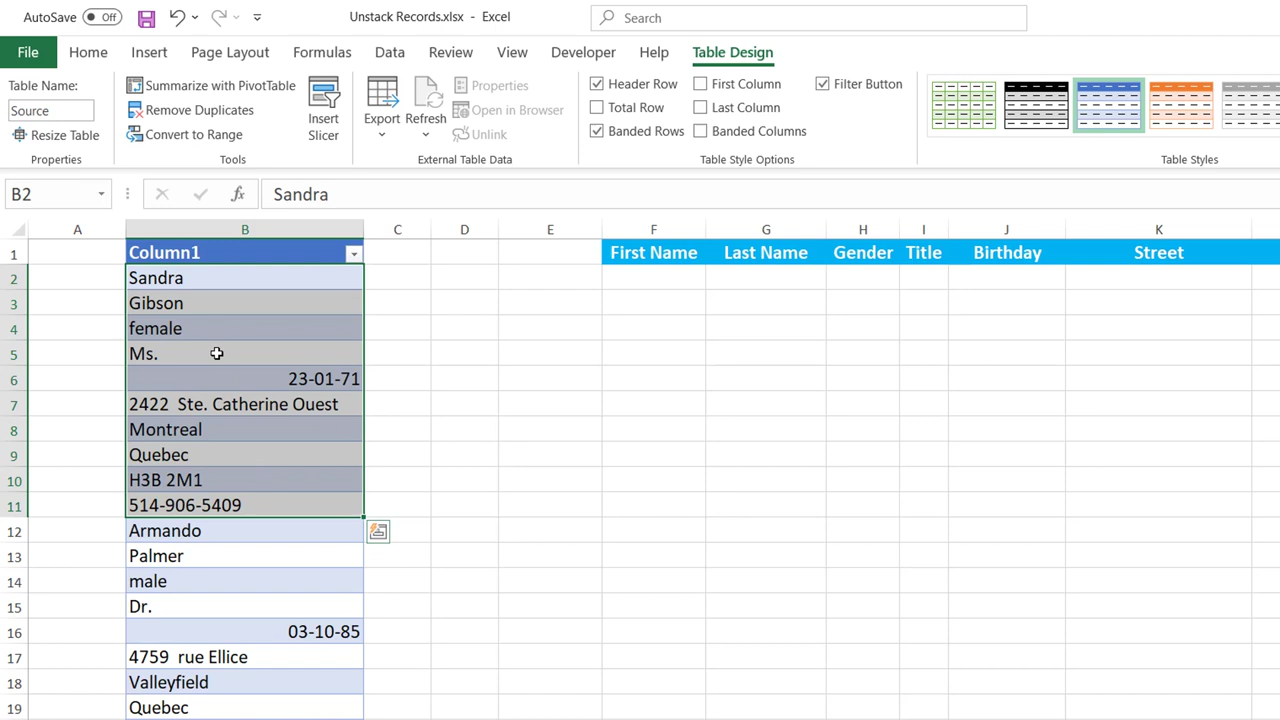 AutoSave Off Unstack Records.xlsx - Excel Search
File Home Insert Page Layout Formulas Data Review View Developer Help Table Design
Table Name:
Source
Resize Table
Properties
Summarize with PivotTable
Remove Duplicates
Convert to Range
Tools
Insert
Slicer
Export
Refresh
Properties
Open in Browser
Unlink
External Table Data
Header Row First Column Filter Button
Total Row Last Column
Banded Rows Banded Columns
Table Style Options
Table Styles
B2 fx Sandra
A B C D E F G H I J K
1 Column1 First Name Last Name Gender Title Birthday Street
2 Sandra
3 Gibson
4 female
5 Ms.
6 23-01-71
7 2422  Ste. Catherine Ouest
8 Montreal
9 Quebec
10 H3B 2M1
11 514-906-5409
12 Armando
13 Palmer
14 male
15 Dr.
16 03-10-85
17 4759  rue Ellice
18 Valleyfield
19 Quebec